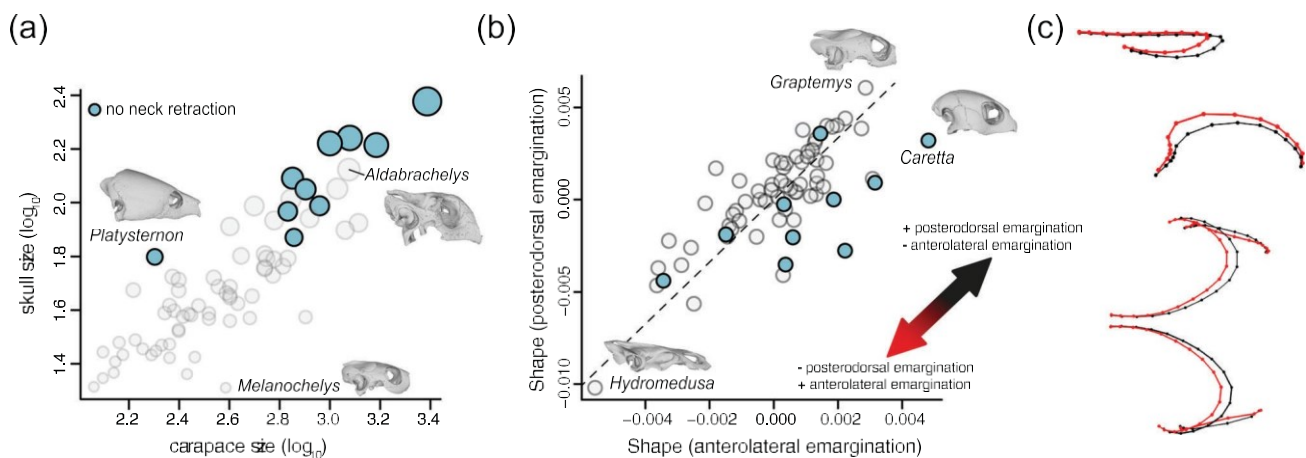 (a)
(b)
(c)
no neck retraction
Platysternon
Aldabrachelys
Melanochelys
skull size (log10)
2.4
2.2
2.0
1.8
1.6
1.4
2.2 2.4 2.6 2.8 3.0 3.2 3.4
carapace size (log10)
Graptemys
Caretta
Hydromedusa
Shape (posterodorsal emargination)
0.005
0.000
-0.005
-0.010
+ posterodorsal emargination
- anterolateral emargination
- posterodorsal emargination
+ anterolateral emargination
−0.004 −0.002 0.000 0.002 0.004
Shape (anterolateral emargination)